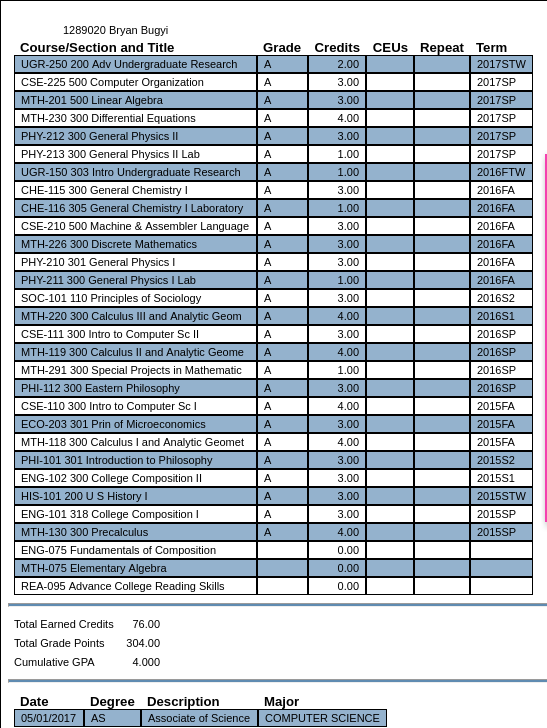 1289020 Bryan Bugyi
Course/Section and Title Grade Credits CEUs Repeat Term
UGR-250 200 Adv Undergraduate Research A 2.00 2017STW
CSE-225 500 Computer Organization A 3.00 2017SP
MTH-201 500 Linear Algebra A 3.00 2017SP
MTH-230 300 Differential Equations A 4.00 2017SP
PHY-212 300 General Physics II A 3.00 2017SP
PHY-213 300 General Physics II Lab A 1.00 2017SP
UGR-150 303 Intro Undergraduate Research A 1.00 2016FTW
CHE-115 300 General Chemistry I A 3.00 2016FA
CHE-116 305 General Chemistry I Laboratory A 1.00 2016FA
CSE-210 500 Machine & Assembler Language A 3.00 2016FA
MTH-226 300 Discrete Mathematics A 3.00 2016FA
PHY-210 301 General Physics I A 3.00 2016FA
PHY-211 300 General Physics I Lab A 1.00 2016FA
SOC-101 110 Principles of Sociology A 3.00 2016S2
MTH-220 300 Calculus III and Analytic Geom A 4.00 2016S1
CSE-111 300 Intro to Computer Sc II A 3.00 2016SP
MTH-119 300 Calculus II and Analytic Geome A 4.00 2016SP
MTH-291 300 Special Projects in Mathematic A 1.00 2016SP
PHI-112 300 Eastern Philosophy A 3.00 2016SP
CSE-110 300 Intro to Computer Sc I A 4.00 2015FA
ECO-203 301 Prin of Microeconomics A 3.00 2015FA
MTH-118 300 Calculus I and Analytic Geomet A 4.00 2015FA
PHI-101 301 Introduction to Philosophy A 3.00 2015S2
ENG-102 300 College Composition II A 3.00 2015S1
HIS-101 200 U S History I A 3.00 2015STW
ENG-101 318 College Composition I A 3.00 2015SP
MTH-130 300 Precalculus A 4.00 2015SP
ENG-075 Fundamentals of Composition 0.00
MTH-075 Elementary Algebra 0.00
REA-095 Advance College Reading Skills 0.00
Total Earned Credits 76.00
Total Grade Points 304.00
Cumulative GPA 4.000
Date Degree Description Major
05/01/2017 AS Associate of Science COMPUTER SCIENCE